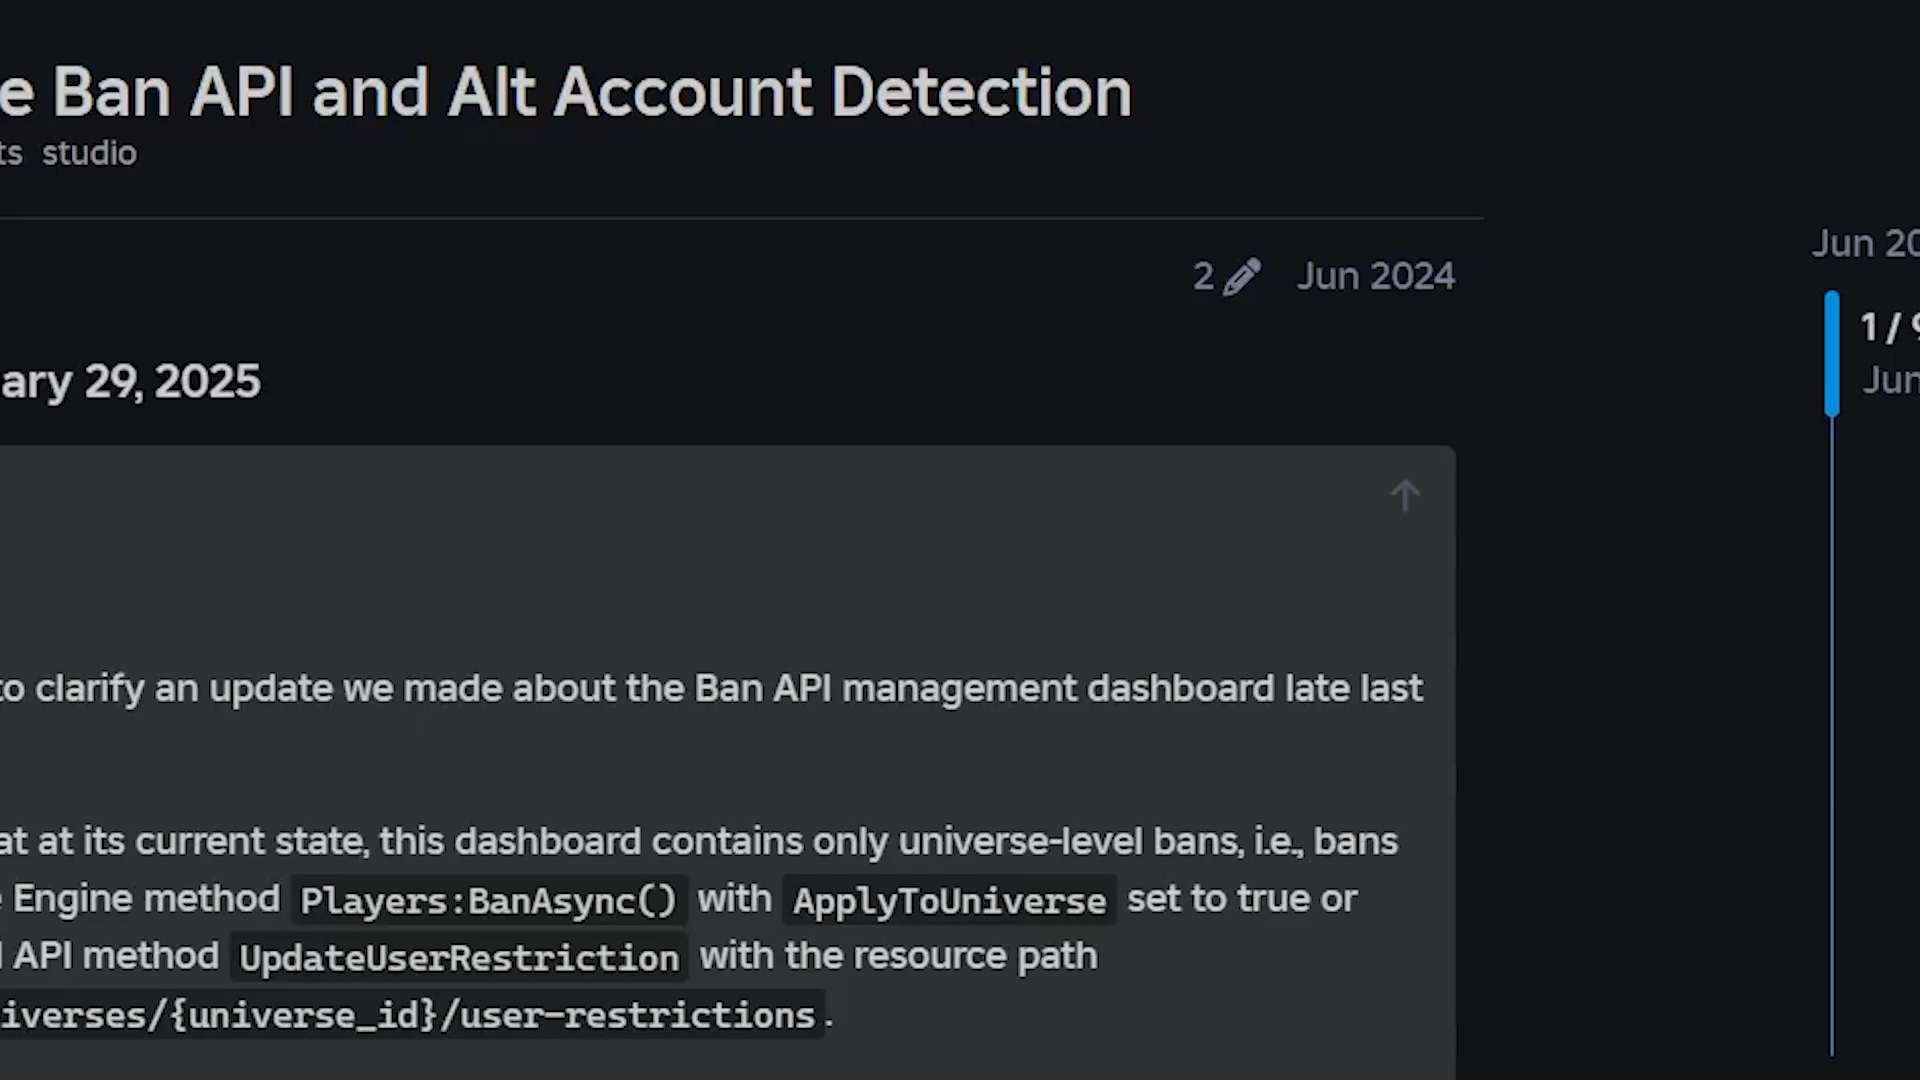 e Ban API and Alt Account Detection
ts studio
Jun 20
2 Jun 2024
1 / 9
Jun
ary 29, 2025
to clarify an update we made about the Ban API management dashboard late last
at at its current state, this dashboard contains only universe-level bans, i.e., bans
e Engine method Players:BanAsync() with ApplyToUniverse set to true or
API method UpdateUserRestriction with the resource path
iverses/{universe_id}/user-restrictions.